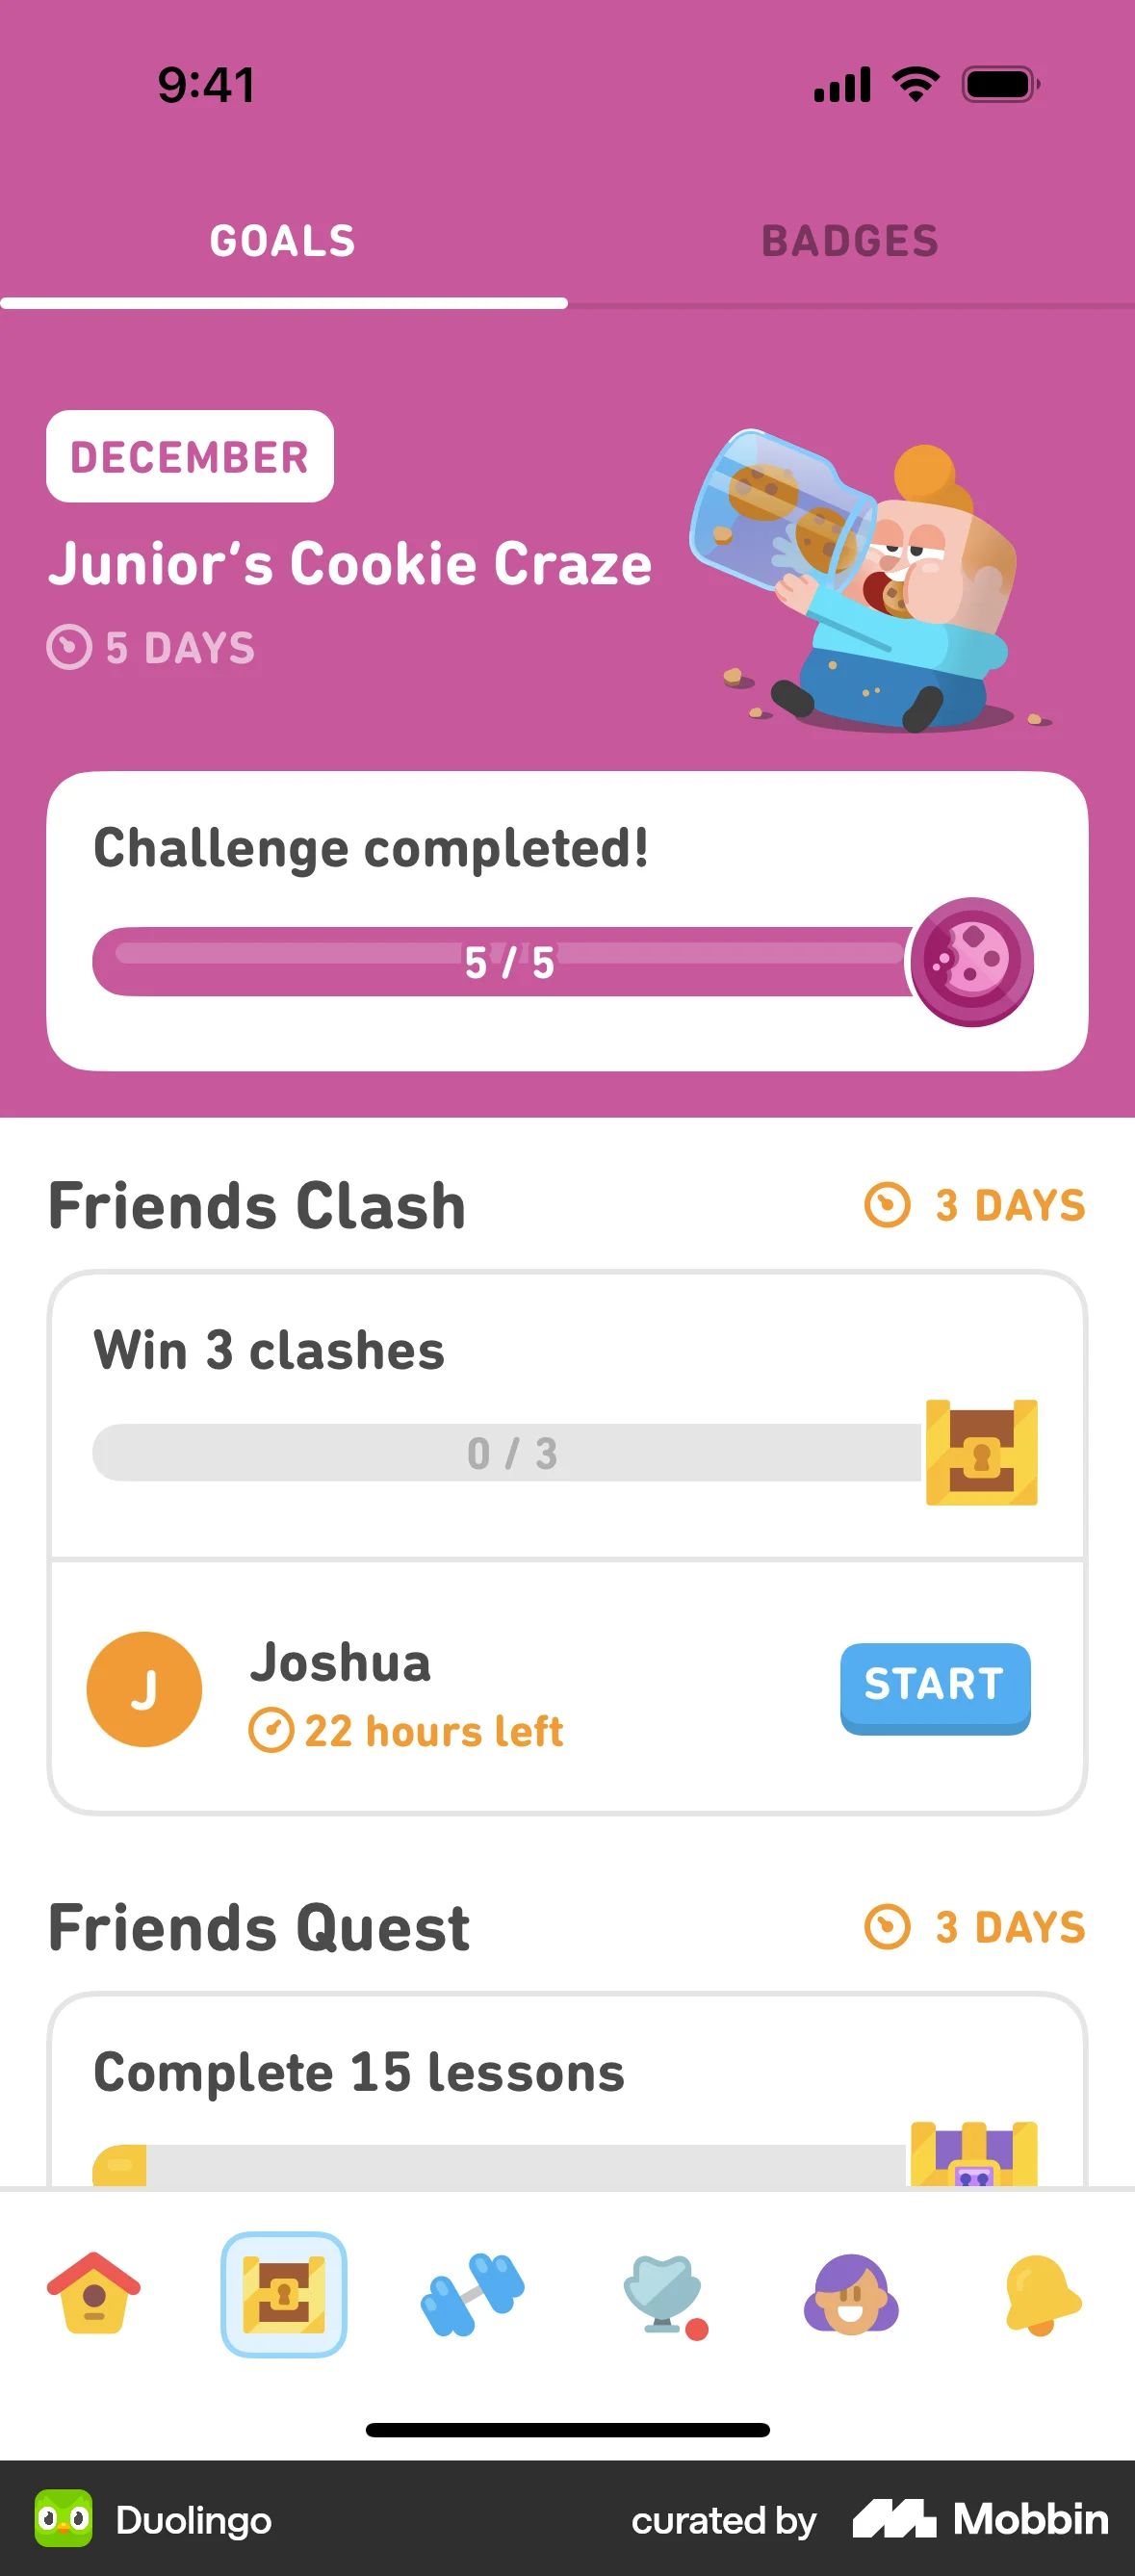 9:41
GOALS
BADGES
DECEMBER
Junior's Cookie Craze
5 DAYS
Challenge completed!
5 / 5
Friends Clash
3 DAYS
Win 3 clashes
0 / 3
J
Joshua
22 hours left
START
Friends Quest
3 DAYS
Complete 15 lessons
Duolingo
curated by Mobbin